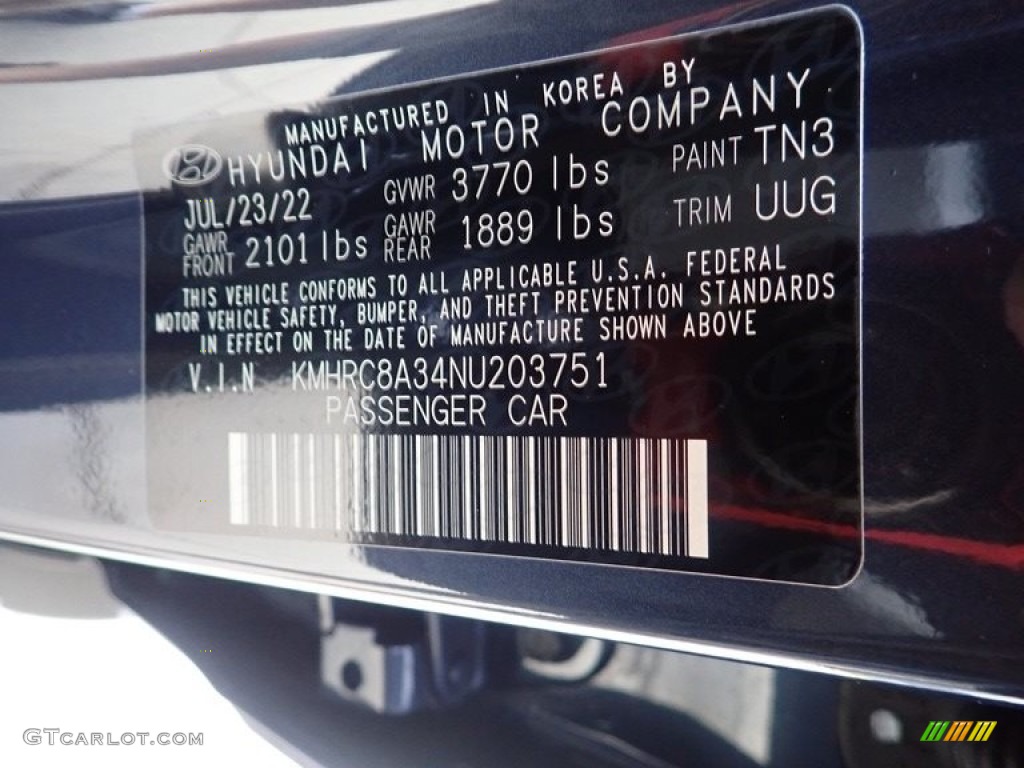 MANUFACTURED IN KOREA BY
HYUNDAI MOTOR COMPANY
JUL/23/22 GVWR 3770 lbs PAINT TN3
GAWR FRONT 2101 lbs GAWR REAR 1889 lbs TRIM UUG
THIS VEHICLE CONFORMS TO ALL APPLICABLE U.S.A. FEDERAL
MOTOR VEHICLE SAFETY, BUMPER, AND THEFT PREVENTION STANDARDS
IN EFFECT ON THE DATE OF MANUFACTURE SHOWN ABOVE
V.I.N KMHRC8A34NU203751
PASSENGER CAR
GTCARLOT.COM